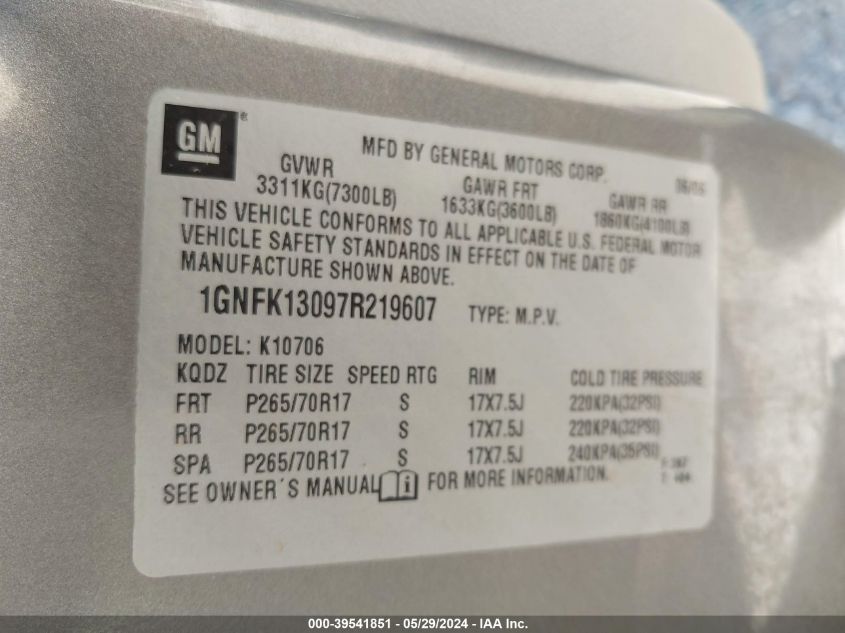 GM®
MFD BY GENERAL MOTORS CORP.
GVWR GAWR FRT GAWR RR
3311KG(7300LB) 1633KG(3600LB) 1860KG(4100LB)
THIS VEHICLE CONFORMS TO ALL APPLICABLE U.S. FEDERAL MOTOR
VEHICLE SAFETY STANDARDS IN EFFECT ON THE DATE OF
MANUFACTURE SHOWN ABOVE.
1GNFK13097R219607 TYPE: M.P.V.
MODEL: K10706
KQDZ TIRE SIZE SPEED RTG RIM COLD TIRE PRESSURE
FRT P265/70R17 S 17X7.5J 220KPA(32PSI)
RR P265/70R17 S 17X7.5J 220KPA(32PSI)
SPA P265/70R17 S 17X7.5J 240KPA(35PSI)
SEE OWNER'S MANUAL i FOR MORE INFORMATION.
000-39541851 - 05/29/2024 - IAA Inc.